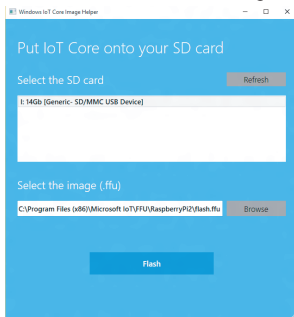 Windows IoT Core Image Helper
Put IoT Core onto your SD card
Select the SD card
Refresh
I: 14Gb [Generic- SD/MMC USB Device]
Select the image (.ffu)
C:\Program Files (x86)\Microsoft IoT\FFU\RaspberryPi2\flash.ffu
Browse
Flash